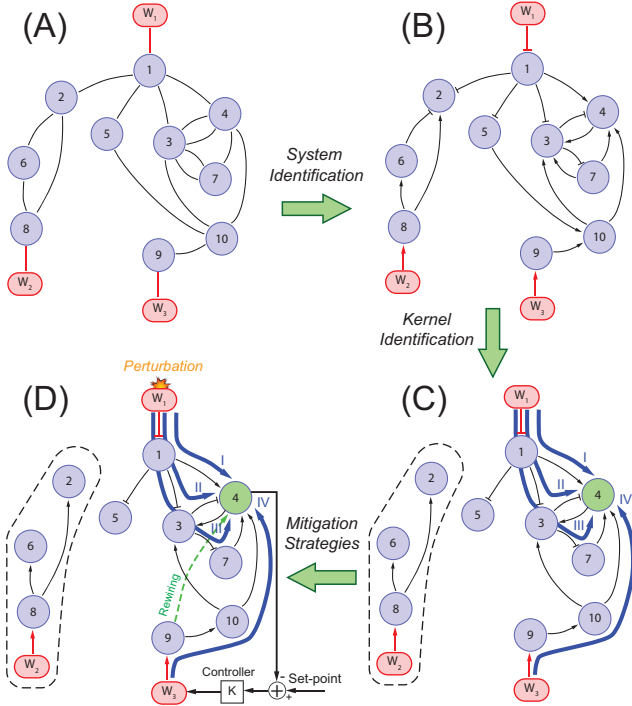 (A)
W1
1
2
4
5
3
6
7
8
10
9
W2
W3
System
Identification
(B)
W1
1
2
4
5
3
6
7
8
10
9
W2
W3
Kernel
Identification
(C)
W1
1
I
2
II
4
IV
5
3
III
6
7
8
10
9
W2
W3
Mitigation
Strategies
(D)
Perturbation
W1
1
I
2
II
4
IV
5
3
III
6
7
Rewiring
8
10
9
W2
W3
Controller
K
-
+
+
Set-point